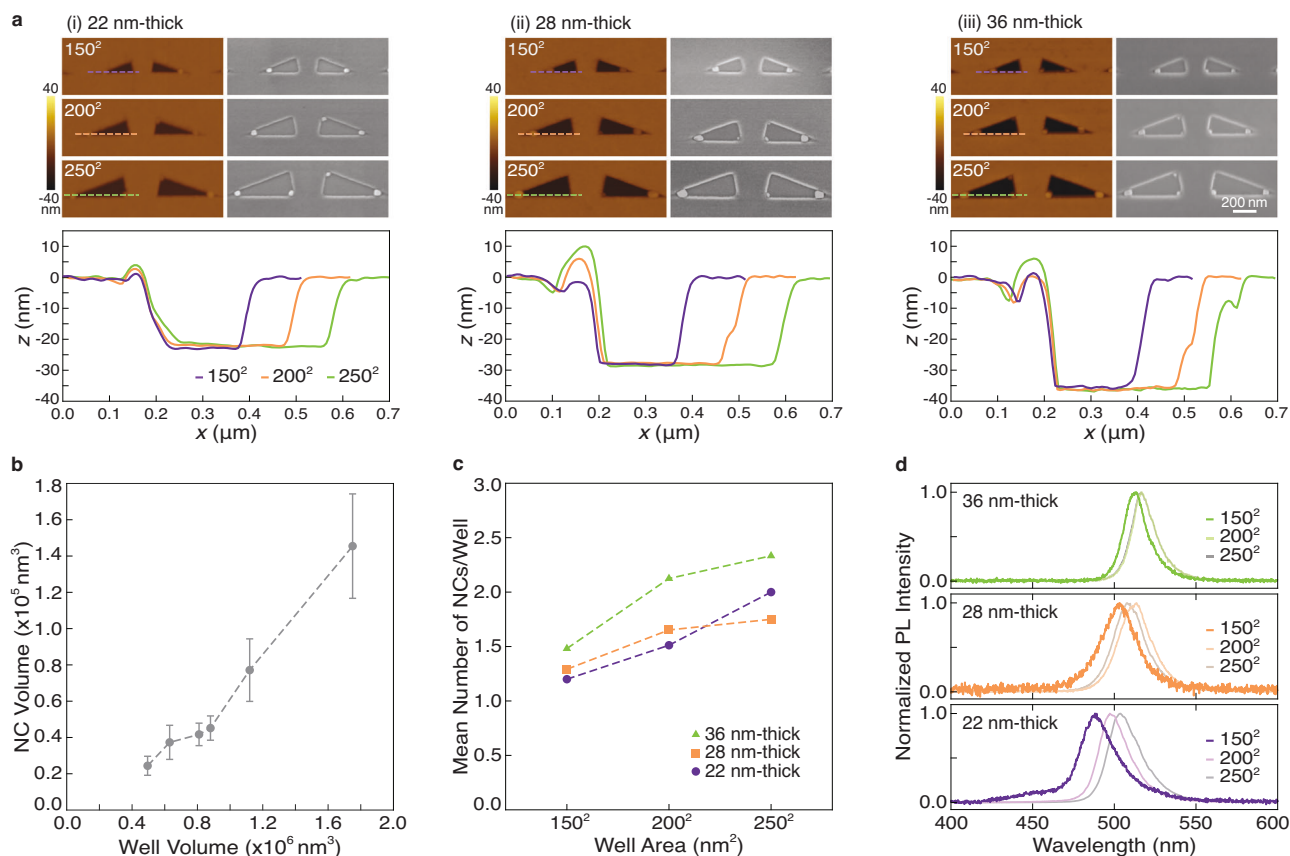 a
(i) 22 nm-thick
150²
200²
250²
40
-40
nm
(ii) 28 nm-thick
150²
200²
250²
40
-40
nm
(iii) 36 nm-thick
150²
200²
250²
40
-40
nm
200 nm
10
0
-10
-20
-30
-40
z (nm)
150² 200² 250²
0.0 0.1 0.2 0.3 0.4 0.5 0.6 0.7
x (µm)
10
0
-10
-20
-30
-40
z (nm)
0.0 0.1 0.2 0.3 0.4 0.5 0.6 0.7
x (µm)
10
0
-10
-20
-30
-40
z (nm)
0.0 0.1 0.2 0.3 0.4 0.5 0.6 0.7
x (µm)
b
NC Volume (x10⁵ nm³)
1.8
1.6
1.4
1.2
1.0
0.8
0.6
0.4
0.2
0.0
0.0 0.4 0.8 1.2 1.6 2.0
Well Volume (x10⁶ nm³)
c
Mean Number of NCs/Well
3.0
2.5
2.0
1.5
1.0
0.5
0.0
36 nm-thick
28 nm-thick
22 nm-thick
150² 200² 250²
Well Area (nm²)
d
Normalized PL Intensity
1.0
0.0
36 nm-thick
150²
200²
250²
1.0
0.0
28 nm-thick
150²
200²
250²
1.0
0.0
22 nm-thick
150²
200²
250²
400 450 500 550 600
Wavelength (nm)